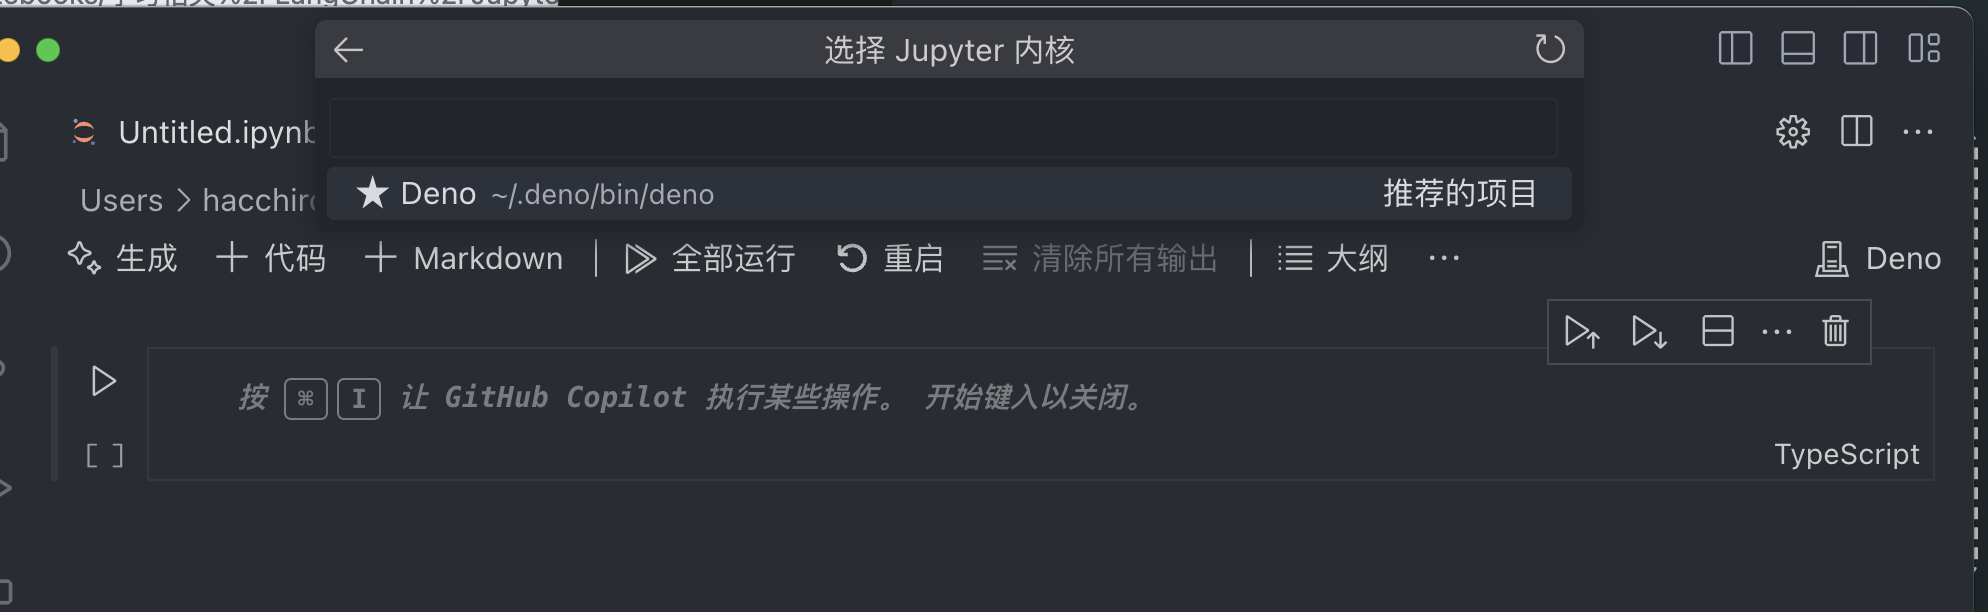 选择 Jupyter 内核
Untitled.ipynb
Deno ~/.deno/bin/deno 推荐的项目
Users > hacchiro
生成 代码 Markdown 全部运行 重启 清除所有输出 大纲 ... Deno
按 ⌘ I 让 GitHub Copilot 执行某些操作。 开始键入以关闭。
[ ]
TypeScript